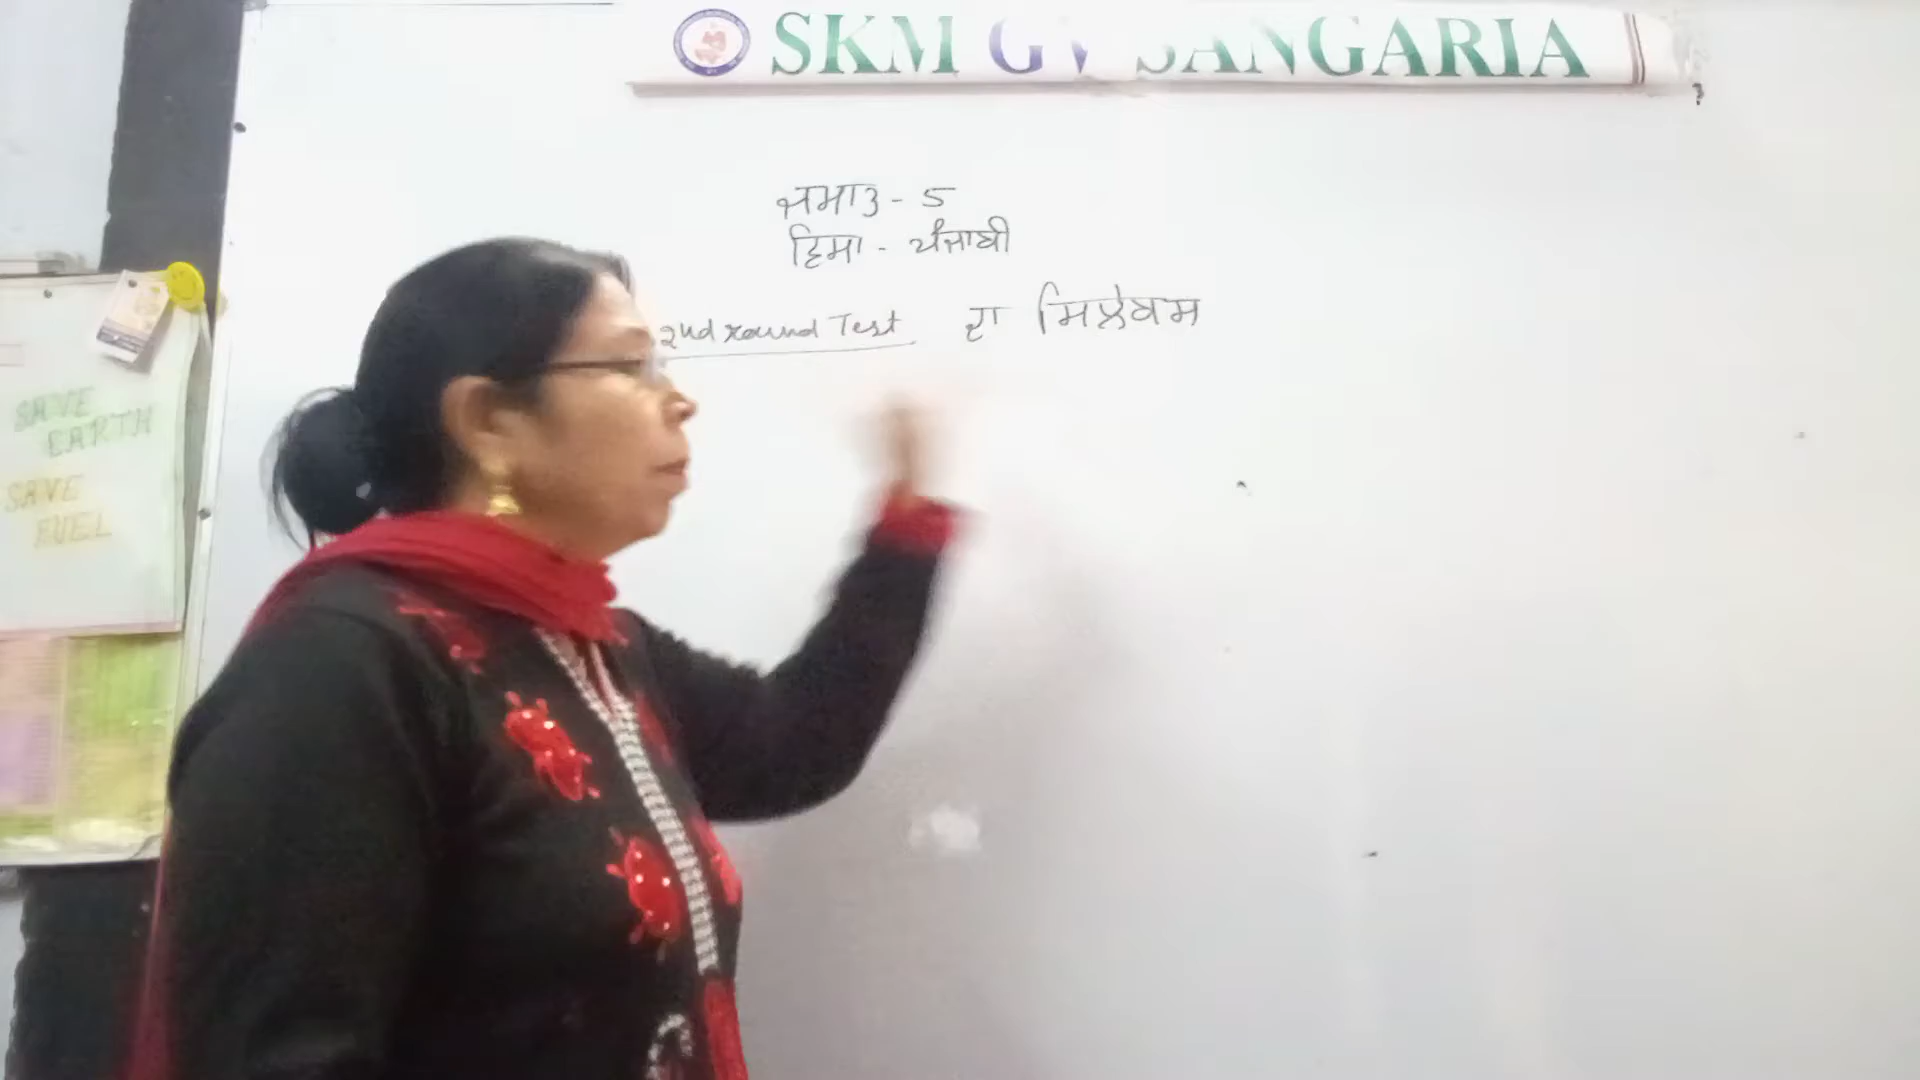 SKM GV SANGARIA
ਜਮਾਤ - 5
ਵਿਸ਼ਾ - ਪੰਜਾਬੀ
2nd round Test ਦਾ ਸਿਲੇਬਸ
SAVE
EARTH
SAVE
FUEL